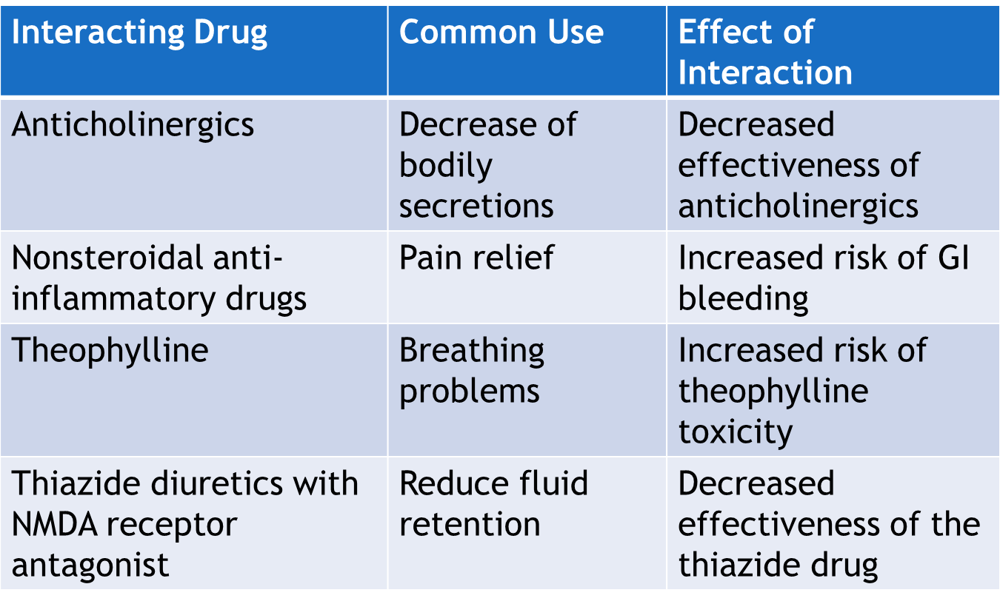 Interacting Drug
Common Use
Effect of
Interaction
Anticholinergics
Decrease of
bodily
secretions
Decreased
effectiveness of
anticholinergics
Nonsteroidal anti-
inflammatory drugs
Pain relief
Increased risk of GI
bleeding
Theophylline
Breathing
problems
Increased risk of
theophylline
toxicity
Thiazide diuretics with
NMDA receptor
antagonist
Reduce fluid
retention
Decreased
effectiveness of the
thiazide drug